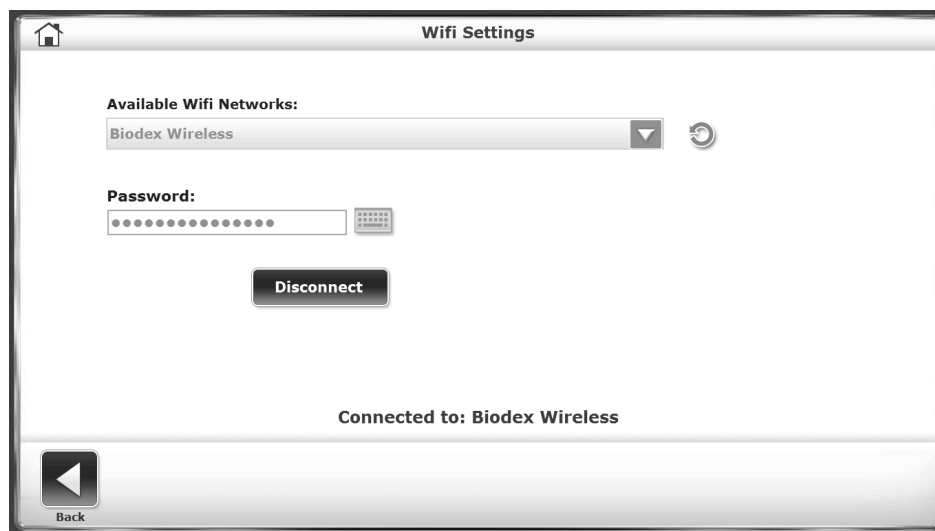 Wifi Settings
Available Wifi Networks:
Biodex Wireless
Password:
Disconnect
Connected to: Biodex Wireless
Back